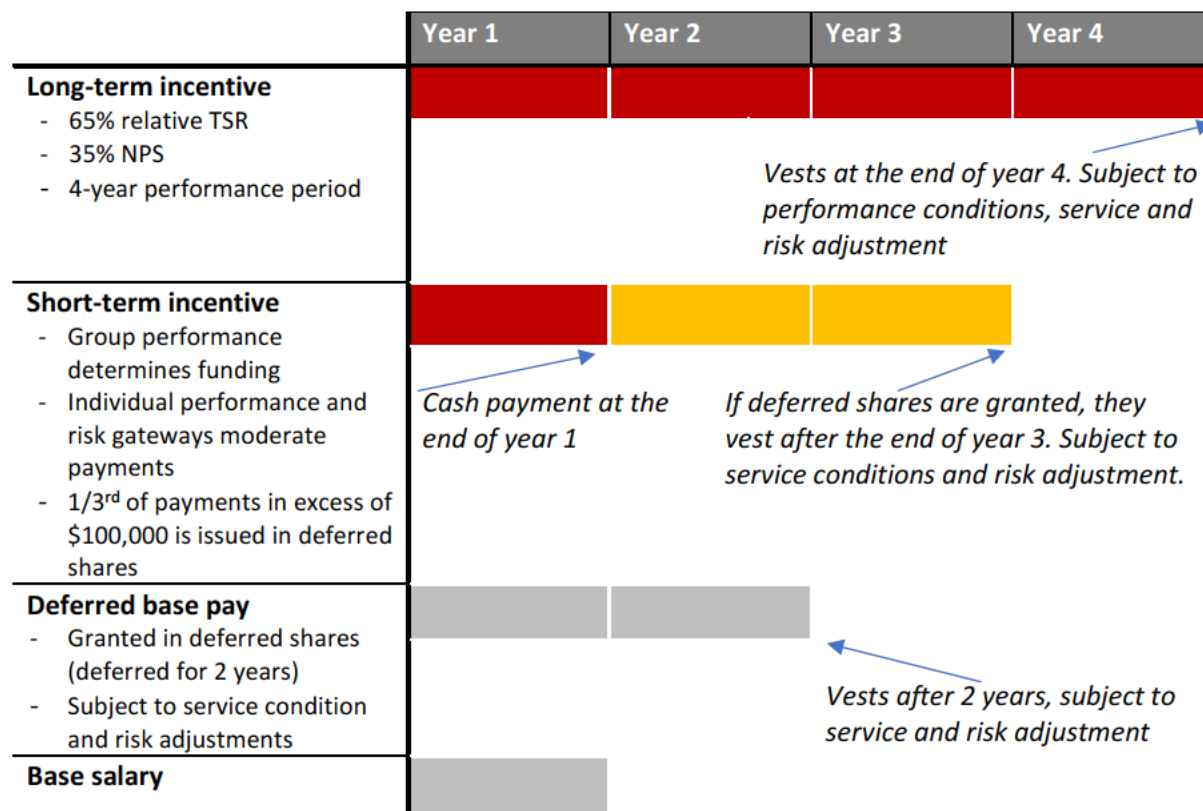 Year 1 Year 2 Year 3 Year 4
Long-term incentive
- 65% relative TSR
- 35% NPS
- 4-year performance period
Vests at the end of year 4. Subject to
performance conditions, service and
risk adjustment
Short-term incentive
- Group performance
determines funding
- Individual performance and
risk gateways moderate
payments
- 1/3rd of payments in excess of
$100,000 is issued in deferred
shares
Cash payment at the
end of year 1
If deferred shares are granted, they
vest after the end of year 3. Subject to
service conditions and risk adjustment.
Deferred base pay
- Granted in deferred shares
(deferred for 2 years)
- Subject to service condition
and risk adjustments
Vests after 2 years, subject to
service and risk adjustment
Base salary